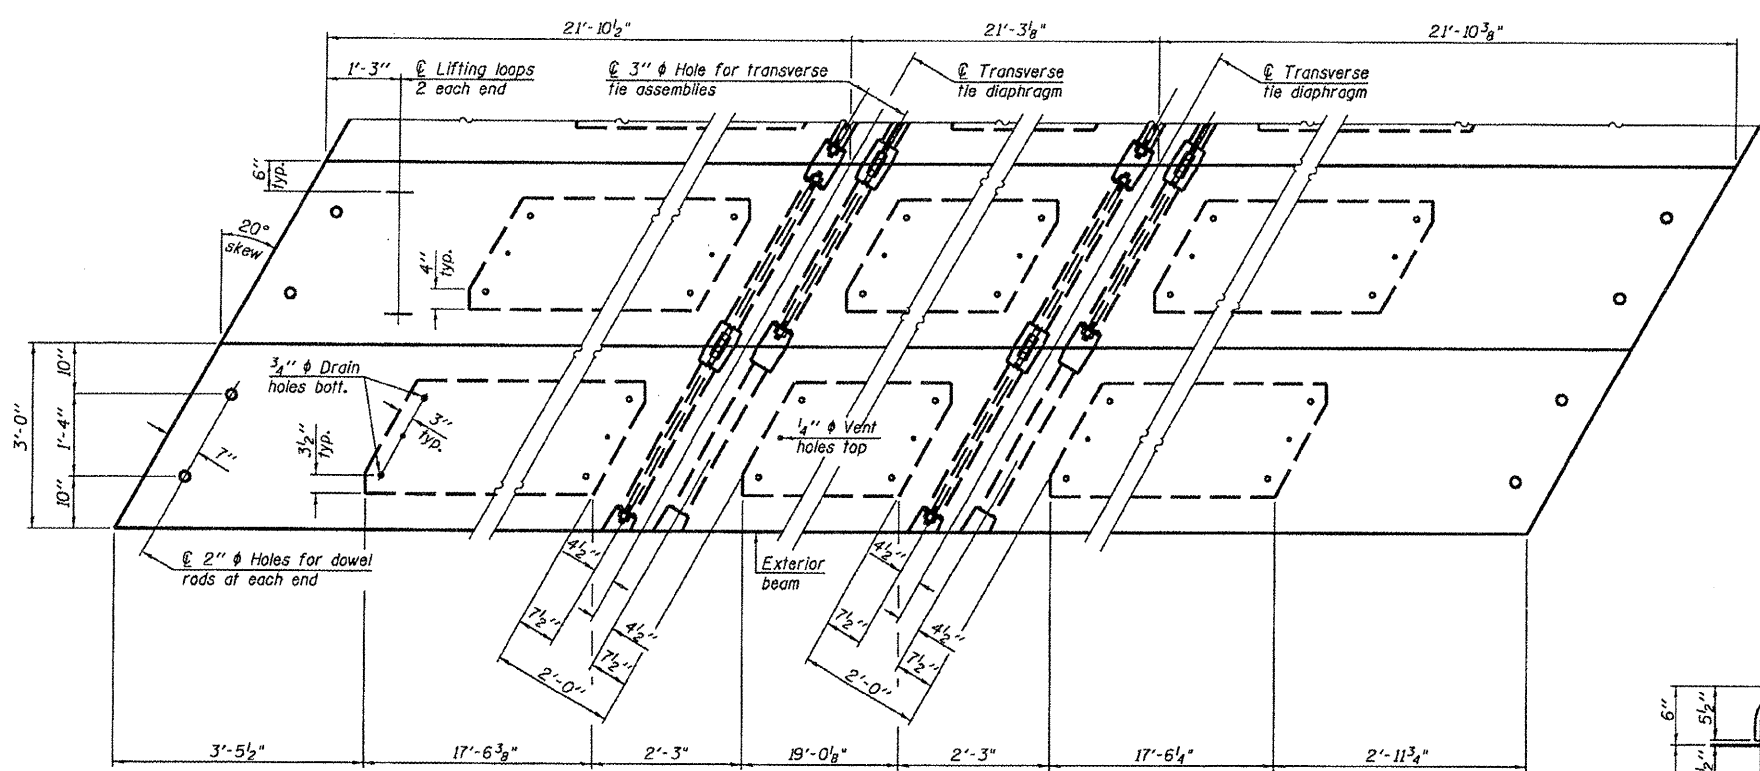 21'-10½"
21'-3⅛"
21'-10⅜"
1'-3"
℄ Lifting loops
2 each end
℄ 3" ϕ Hole for transverse
tie assemblies
℄ Transverse
tie diaphragm
℄ Transverse
tie diaphragm
6"
typ.
20°
skew
4"
typ.
3'-0"
10"
1'-4"
10"
¾" ϕ Drain
holes bott.
3"
typ.
3½"
typ.
7"
¼" ϕ Vent
holes top
℄ 2" ϕ Holes for dowel
rods at each end
Exterior
beam
4½"
7½"
4½"
7½"
2'-0"
4½"
7½"
4½"
7½"
2'-0"
6"
5½"
½"
3'-5½"
17'-6⅜"
2'-3"
19'-0⅛"
2'-3"
17'-6¼"
2'-11¾"